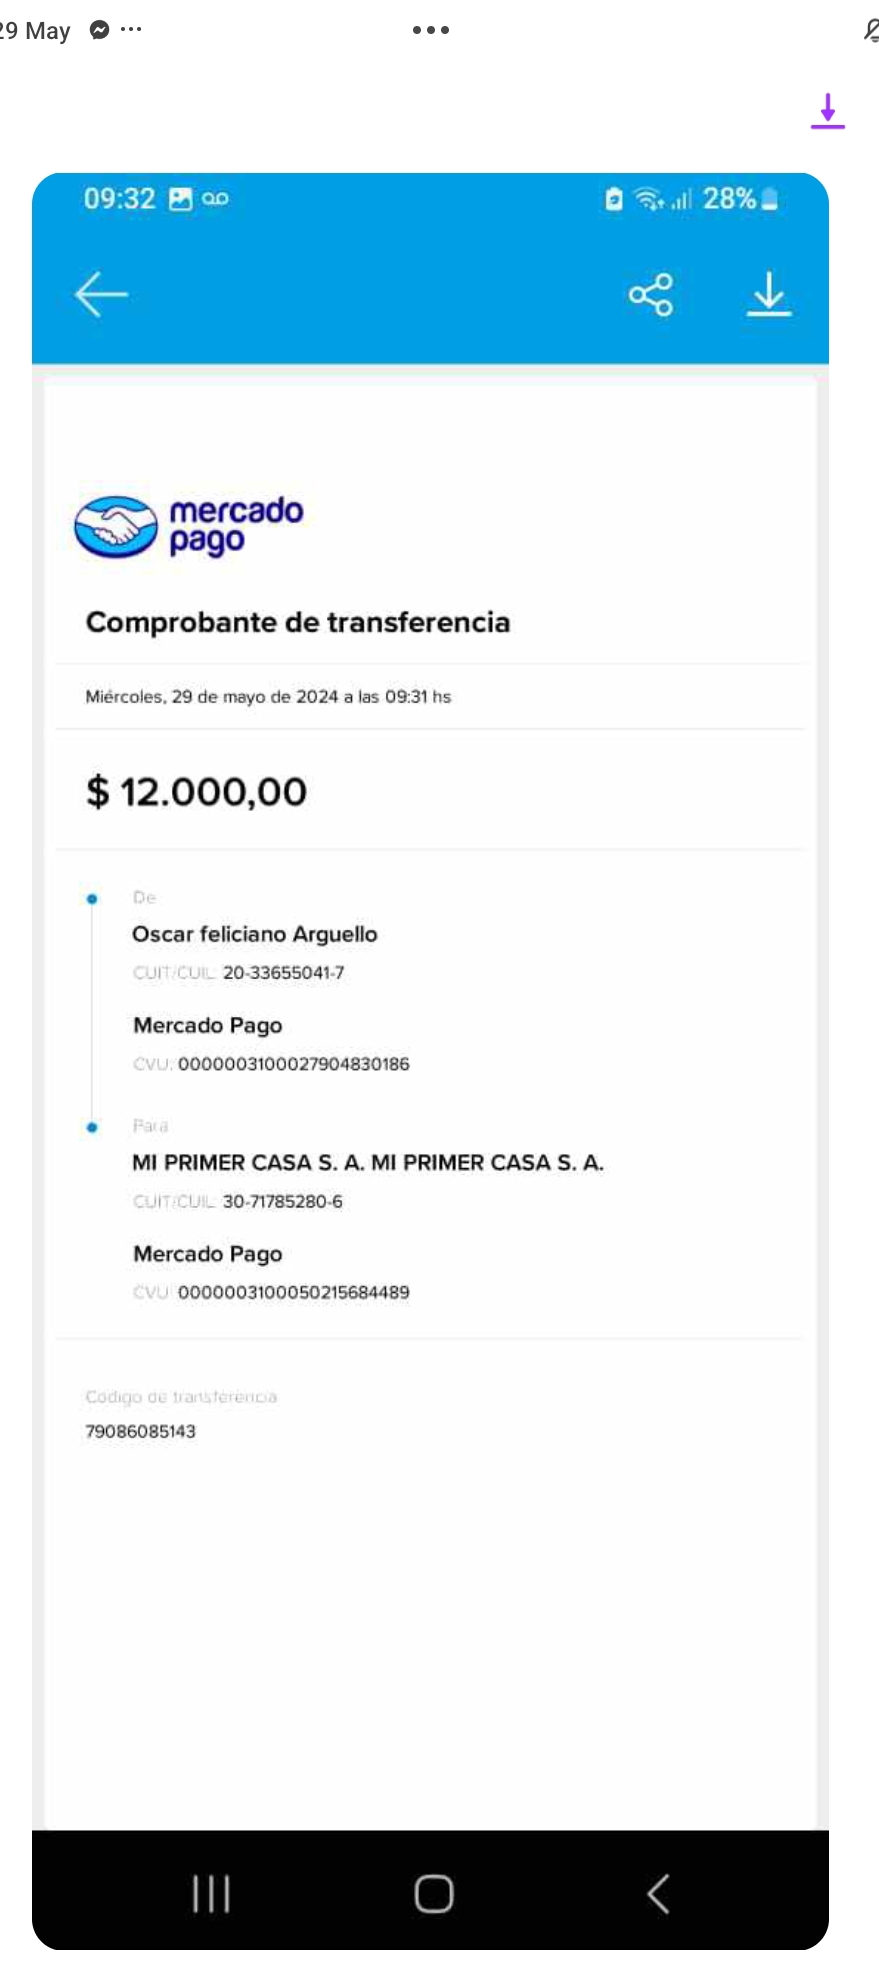 29 May ...
09:32 28%
mercado
pago
Comprobante de transferencia
Miércoles, 29 de mayo de 2024 a las 09:31 hs
$ 12.000,00
De
Oscar feliciano Arguello
CUIT/CUIL: 20-33655041-7
Mercado Pago
CVU: 0000003100027904830186
Para
MI PRIMER CASA S. A. MI PRIMER CASA S. A.
CUIT/CUIL: 30-71785280-6
Mercado Pago
CVU: 0000003100050215684489
Código de transferencia
79086085143